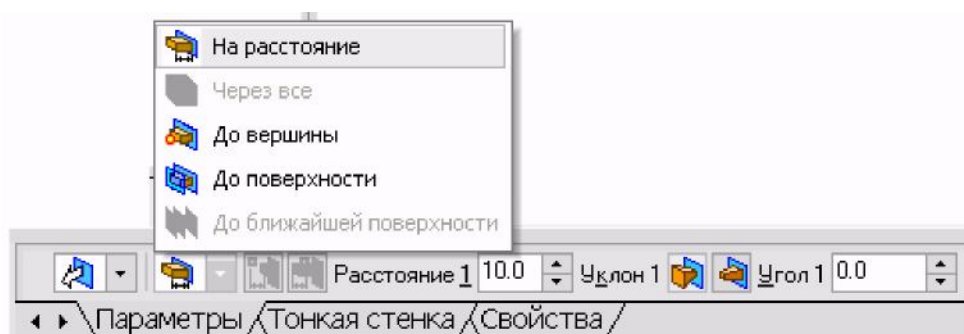 На расстояние
Через все
До вершины
До поверхности
До ближайшей поверхности
Расстояние 1 10.0 Уклон 1 Угол 1 0.0
Параметры Тонкая стенка Свойства